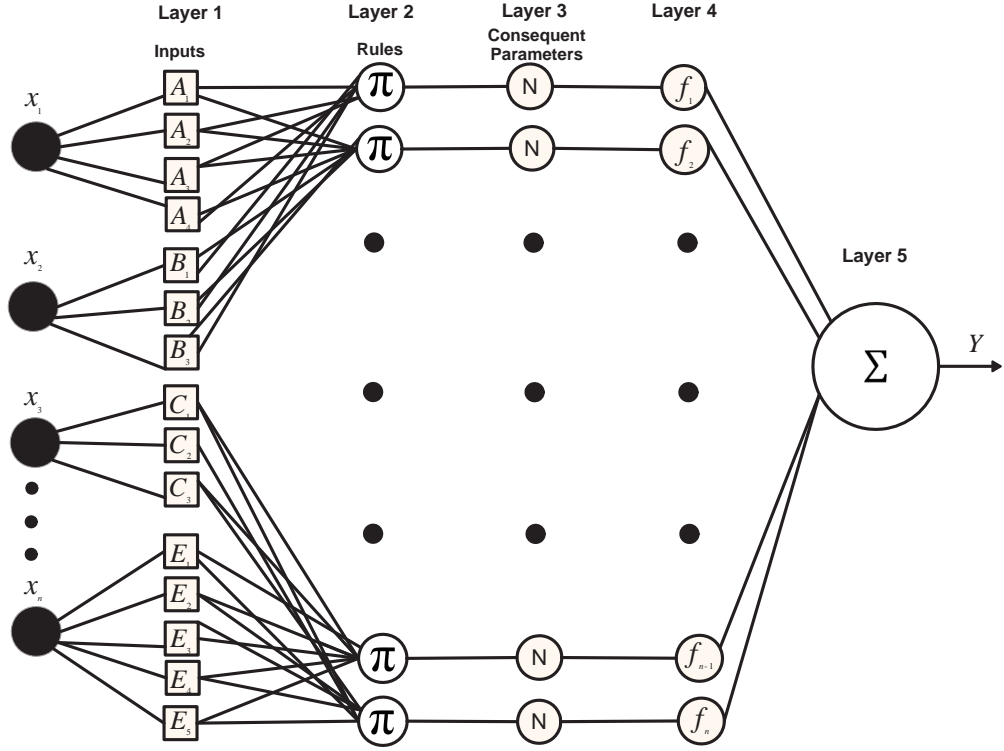 Layer 1
Layer 2
Layer 3
Layer 4
Inputs
Rules
Consequent
Parameters
x₁
A₁
A₂
A₃
A₄
π
N
f₁
π
N
f₂
x₂
B₁
B₂
B₃
Layer 5
Σ
Y
x₃
C₁
C₂
C₃
xₙ
E₁
E₂
E₃
E₄
E₅
π
N
fₙ₋₁
π
N
fₙ